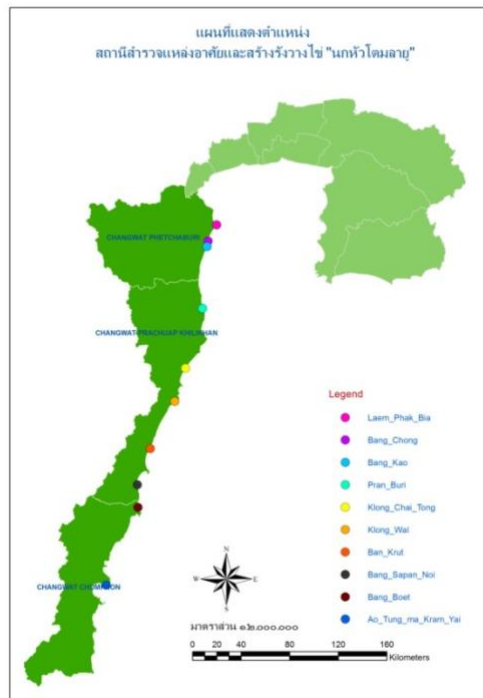 แผนที่แสดงตำแหน่ง
สถานีสำรวจแหล่งอาศัยและสร้างรังวางไข่ "นกหัวโตมลายู"
CHANGWAT PHETCHABURI
CHANGWAT PRACHUAP KHILIKHAN
CHANGWAT CHOMPHON
Legend
Laem_Phak_Bia
Bang_Chong
Bang_Kao
Pran_Buri
Klong_Chai_Tong
Klong_Wal
Ban_Krut
Bang_Sapan_Noi
Bang_Boet
Ao_Tung_ma_Kram_Yai
N
W E
S
มาตราส่วน ๑:๒,๐๐๐,๐๐๐
0 20 40 80 120 160
Kilometers